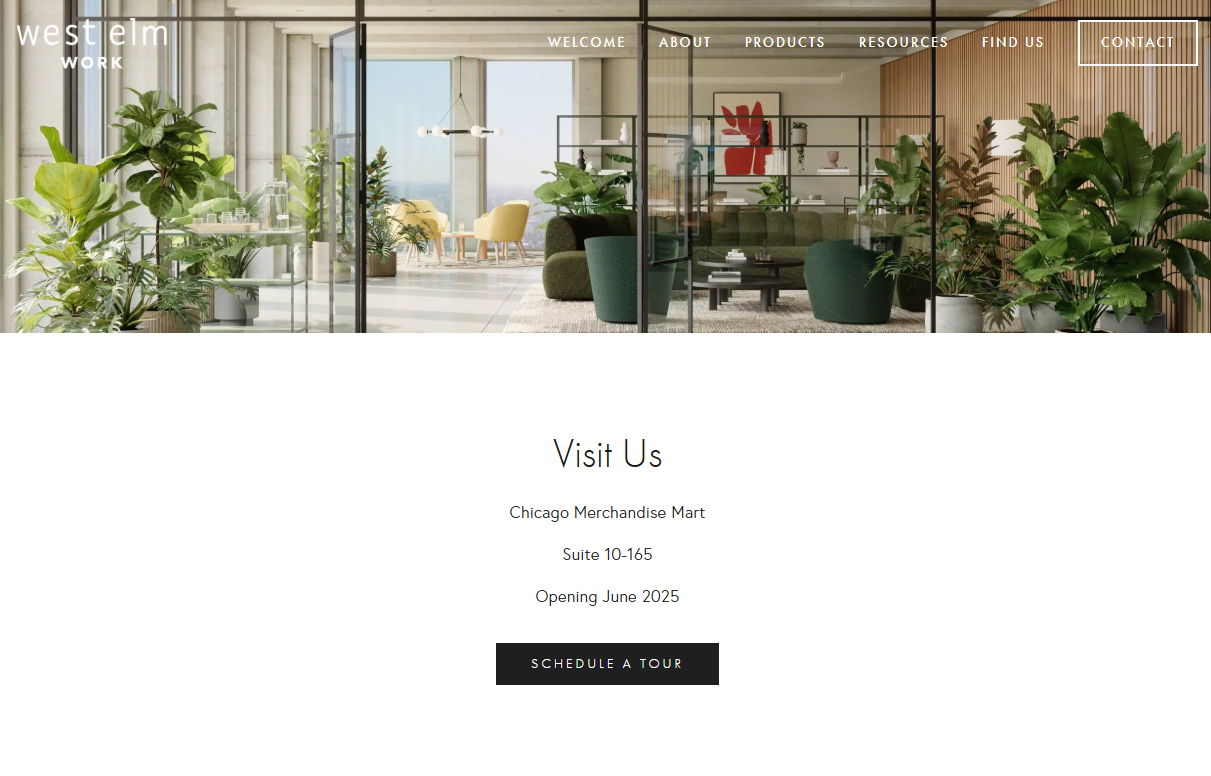 west elm
WORK
WELCOME ABOUT PRODUCTS RESOURCES FIND US CONTACT
Visit Us
Chicago Merchandise Mart
Suite 10-165
Opening June 2025
SCHEDULE A TOUR